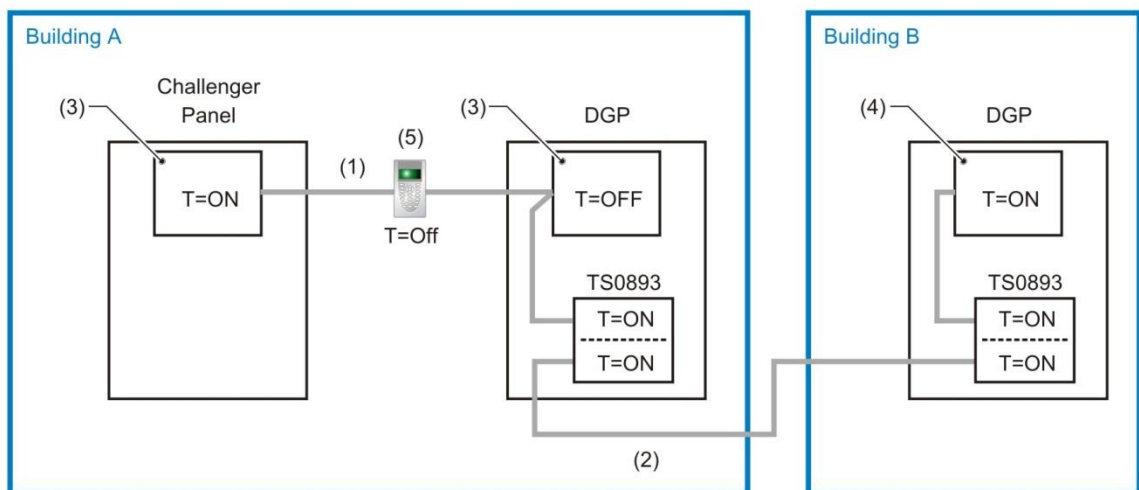 Building A
Building B
Challenger
Panel
(3)
(5)
(3)
DGP
(4)
DGP
(1)
T=ON
T=OFF
T=ON
T=Off
TS0893
T=ON
T=ON
TS0893
T=ON
T=ON
(2)